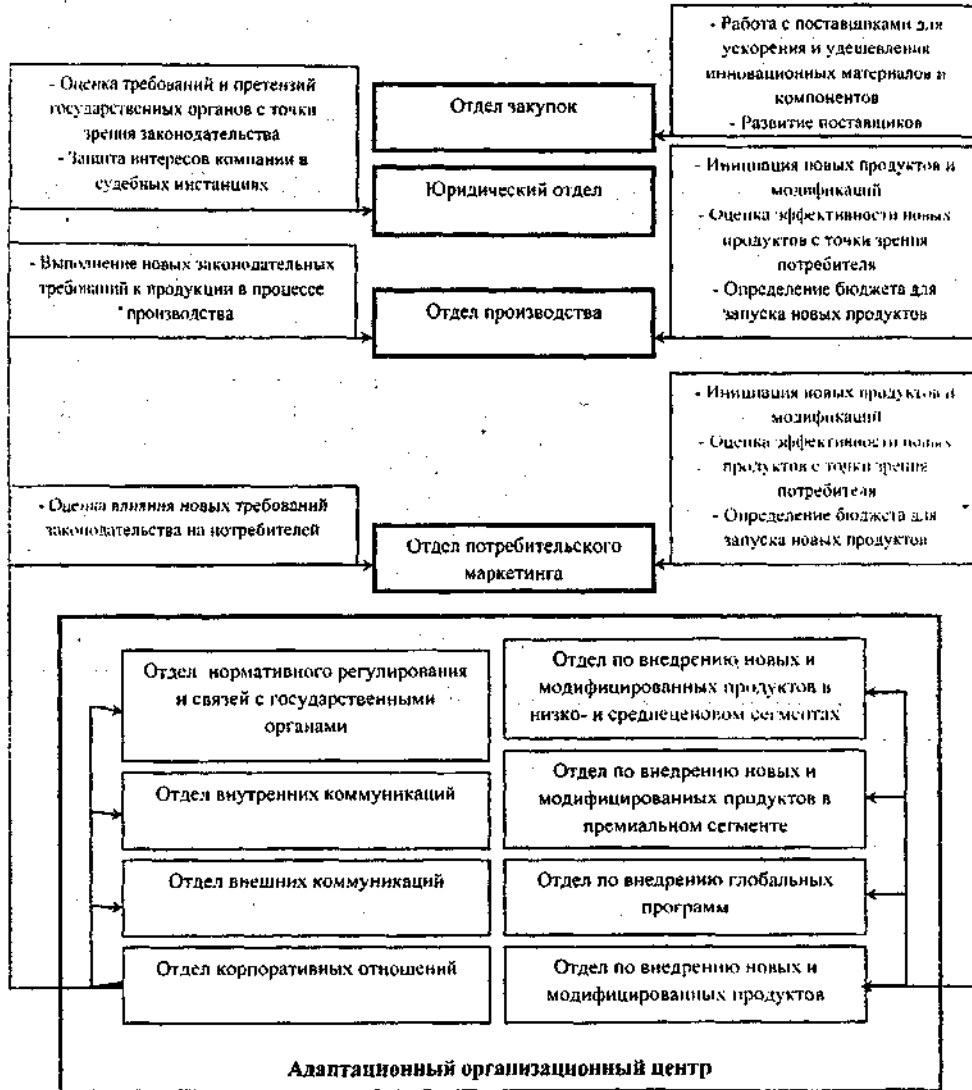 - Работа с поставщиками для
ускорения и удешевления
инновационных материалов и
компонентов
- Развитие поставщиков
- Оценка требований и претензий
государственных органов с точки
зрения законодательства
- Защита интересов компании в
судебных инстанциях
Отдел закупок
Юридический отдел
- Инициация новых продуктов и
модификаций
- Оценка эффективности новых
продуктов с точки зрения
потребителя
- Определение бюджета для
запуска новых продуктов
- Выполнение новых законодательных
требований к продукции в процессе
производства
Отдел производства
- Инициация новых продуктов и
модификаций
- Оценка эффективности новых
продуктов с точки зрения
потребителя
- Определение бюджета для
запуска новых продуктов
- Оценка влияния новых требований
законодательства на потребителей
Отдел потребительского
маркетинга
Отдел нормативного регулирования
и связей с государственными
органами
Отдел внутренних коммуникаций
Отдел внешних коммуникаций
Отдел корпоративных отношений
Отдел по внедрению новых и
модифицированных продуктов в
низко- и среднеценовом сегментах
Отдел по внедрению новых и
модифицированных продуктов в
премиальном сегменте
Отдел по внедрению глобальных
программ
Отдел по внедрению новых и
модифицированных продуктов
Адаптационный организационный центр